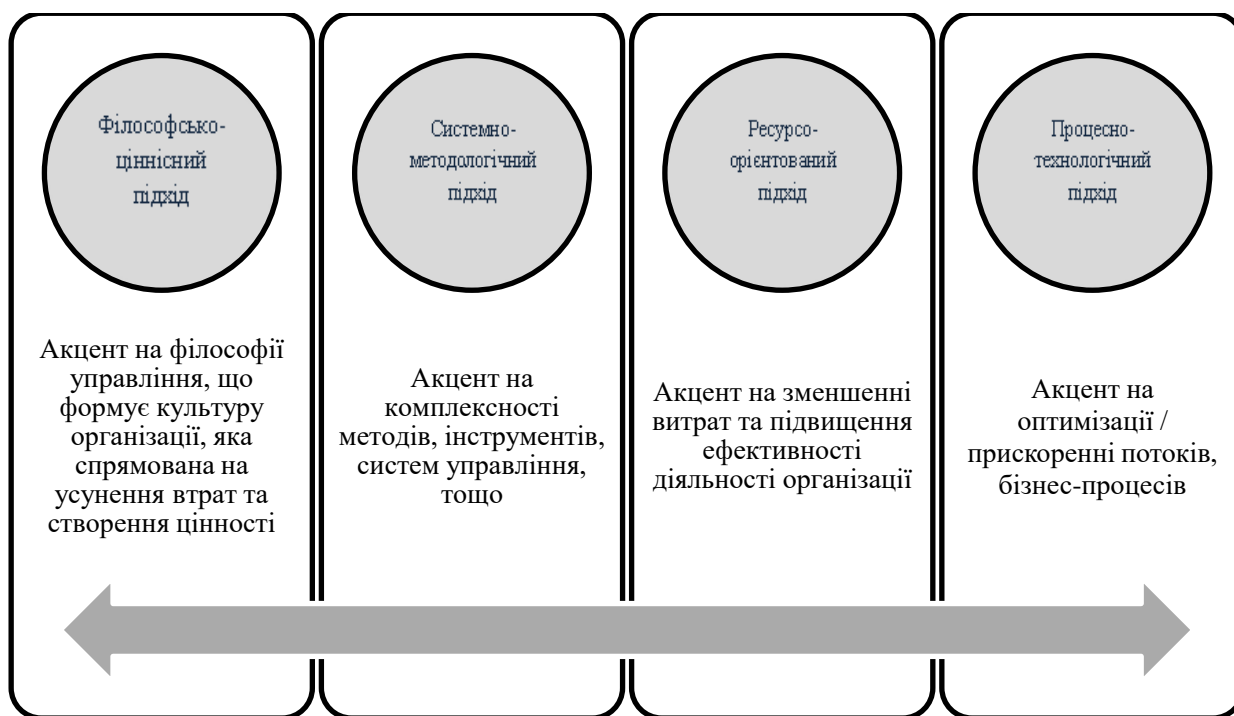 Філософсько-
ціннісний
підхід
Акцент на філософії
управління, що
формує культуру
організації, яка
спрямована на
усунення втрат та
створення цінності
Системно-
методологічний
підхід
Акцент на
комплексності
методів, інструментів,
систем управління,
тощо
Ресурсо-
орієнтований
підхід
Акцент на зменшенні
витрат та підвищення
ефективності
діяльності організації
Процесно-
технологічний
підхід
Акцент на
оптимізації /
прискоренні потоків,
бізнес-процесів